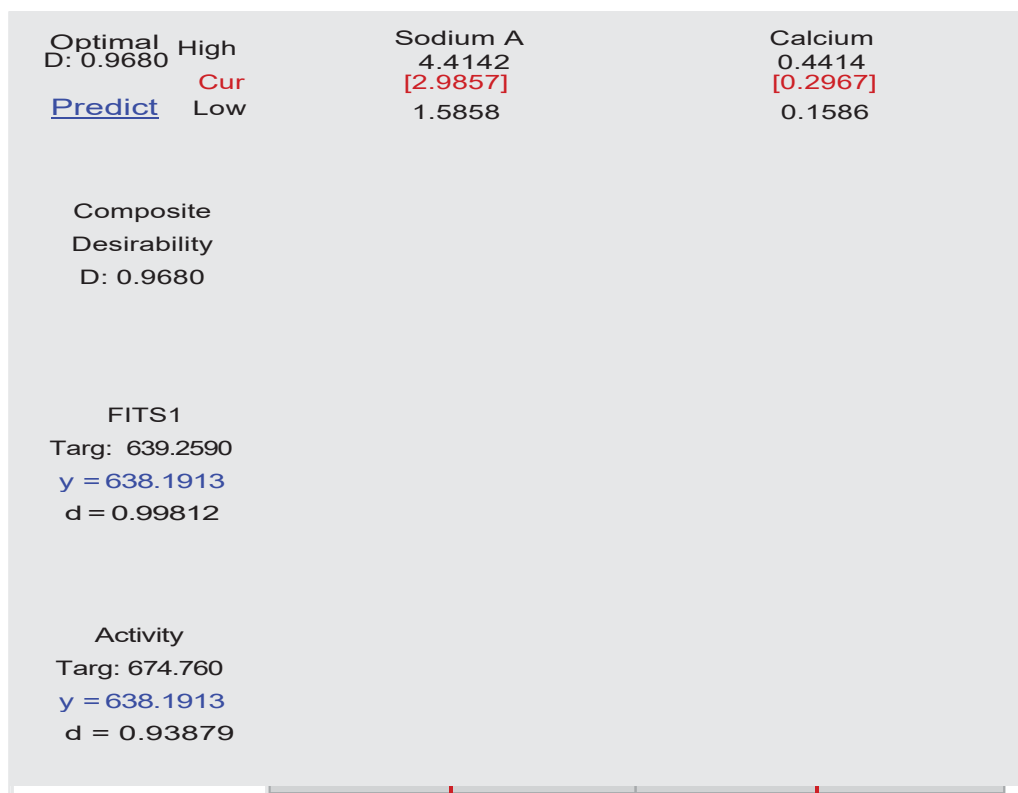 Optimal High Sodium A Calcium
D: 0.9680 4.4142 0.4414
Cur [2.9857] [0.2967]
Predict Low 1.5858 0.1586
Composite
Desirability
D: 0.9680
FITS1
Targ: 639.2590
y = 638.1913
d = 0.99812
Activity
Targ: 674.760
y = 638.1913
d = 0.93879